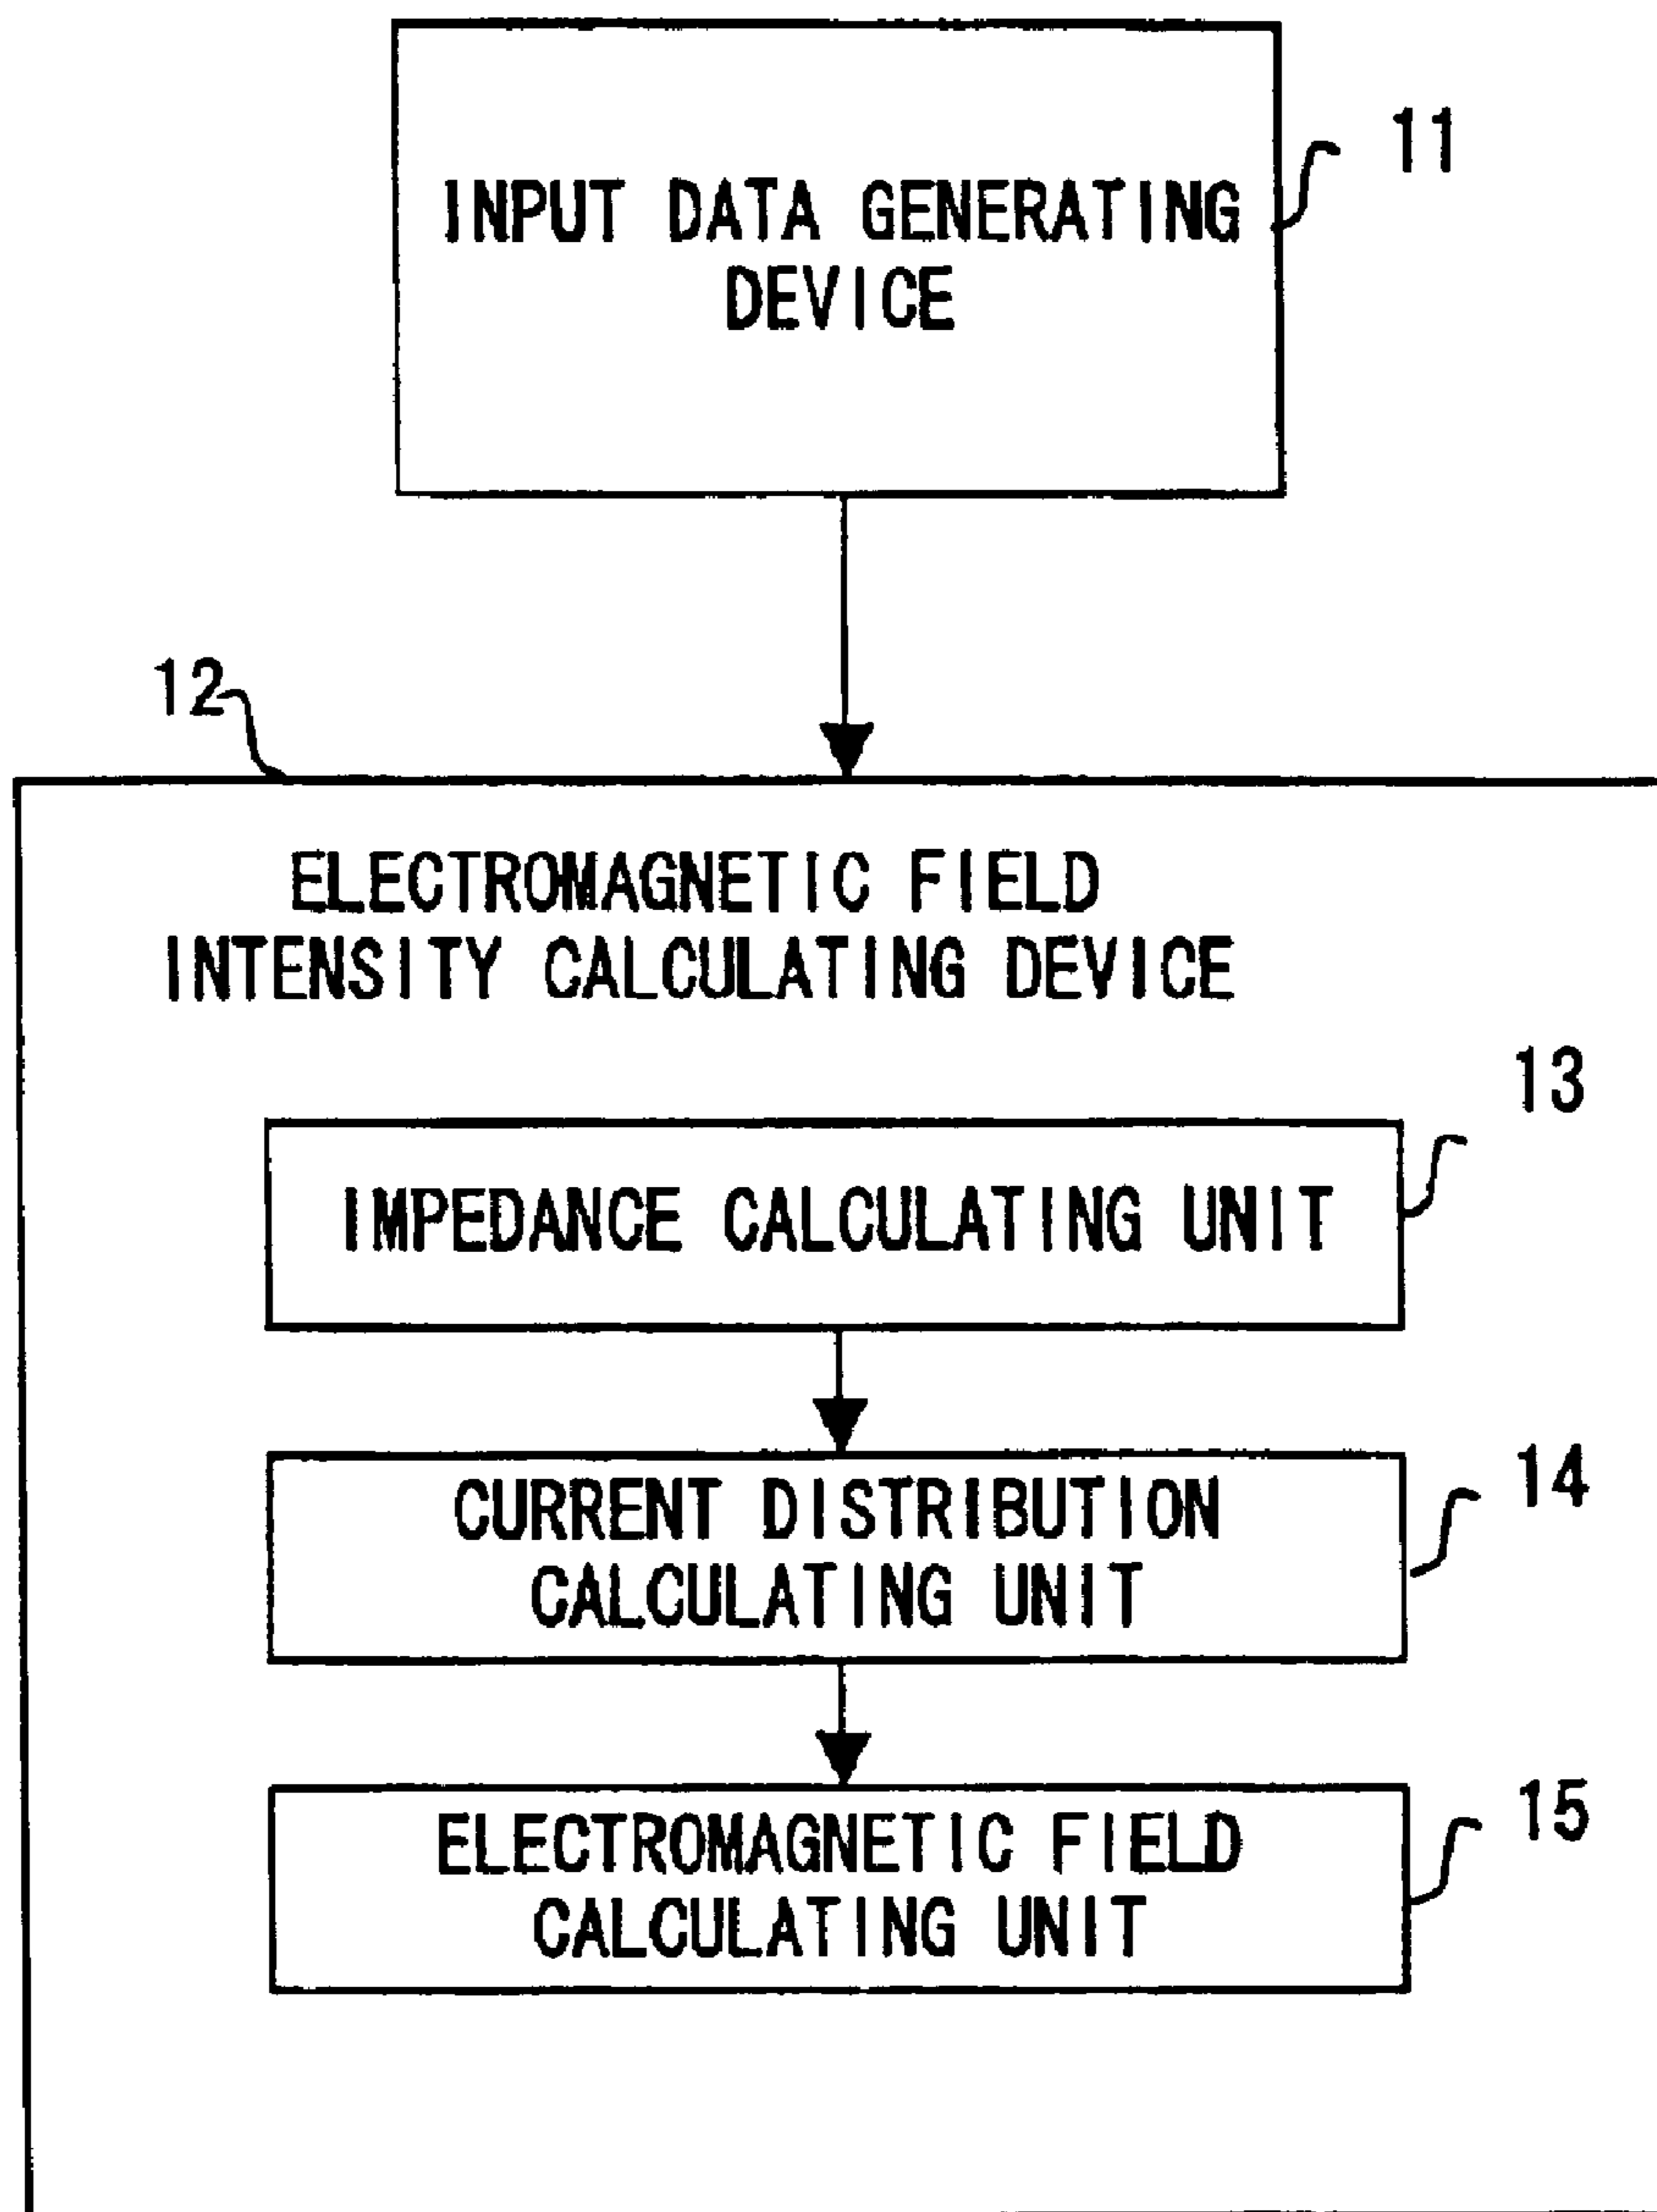 11
INPUT DATA GENERATING
DEVICE
12
ELECTROMAGNETIC FIELD
INTENSITY CALCULATING DEVICE
13
IMPEDANCE CALCULATING UNIT
14
CURRENT DISTRIBUTION
CALCULATING UNIT
15
ELECTROMAGNETIC FIELD
CALCULATING UNIT